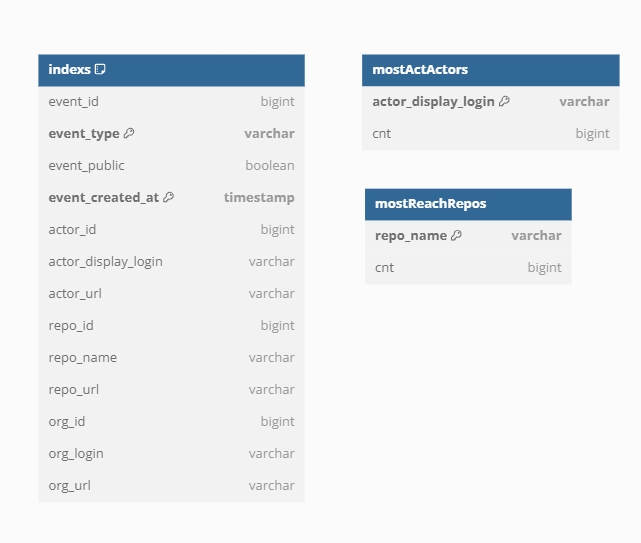 indexs
event_id bigint
event_type varchar
event_public boolean
event_created_at timestamp
actor_id bigint
actor_display_login varchar
actor_url varchar
repo_id bigint
repo_name varchar
repo_url varchar
org_id bigint
org_login varchar
org_url varchar
mostActActors
actor_display_login varchar
cnt bigint
mostReachRepos
repo_name varchar
cnt bigint